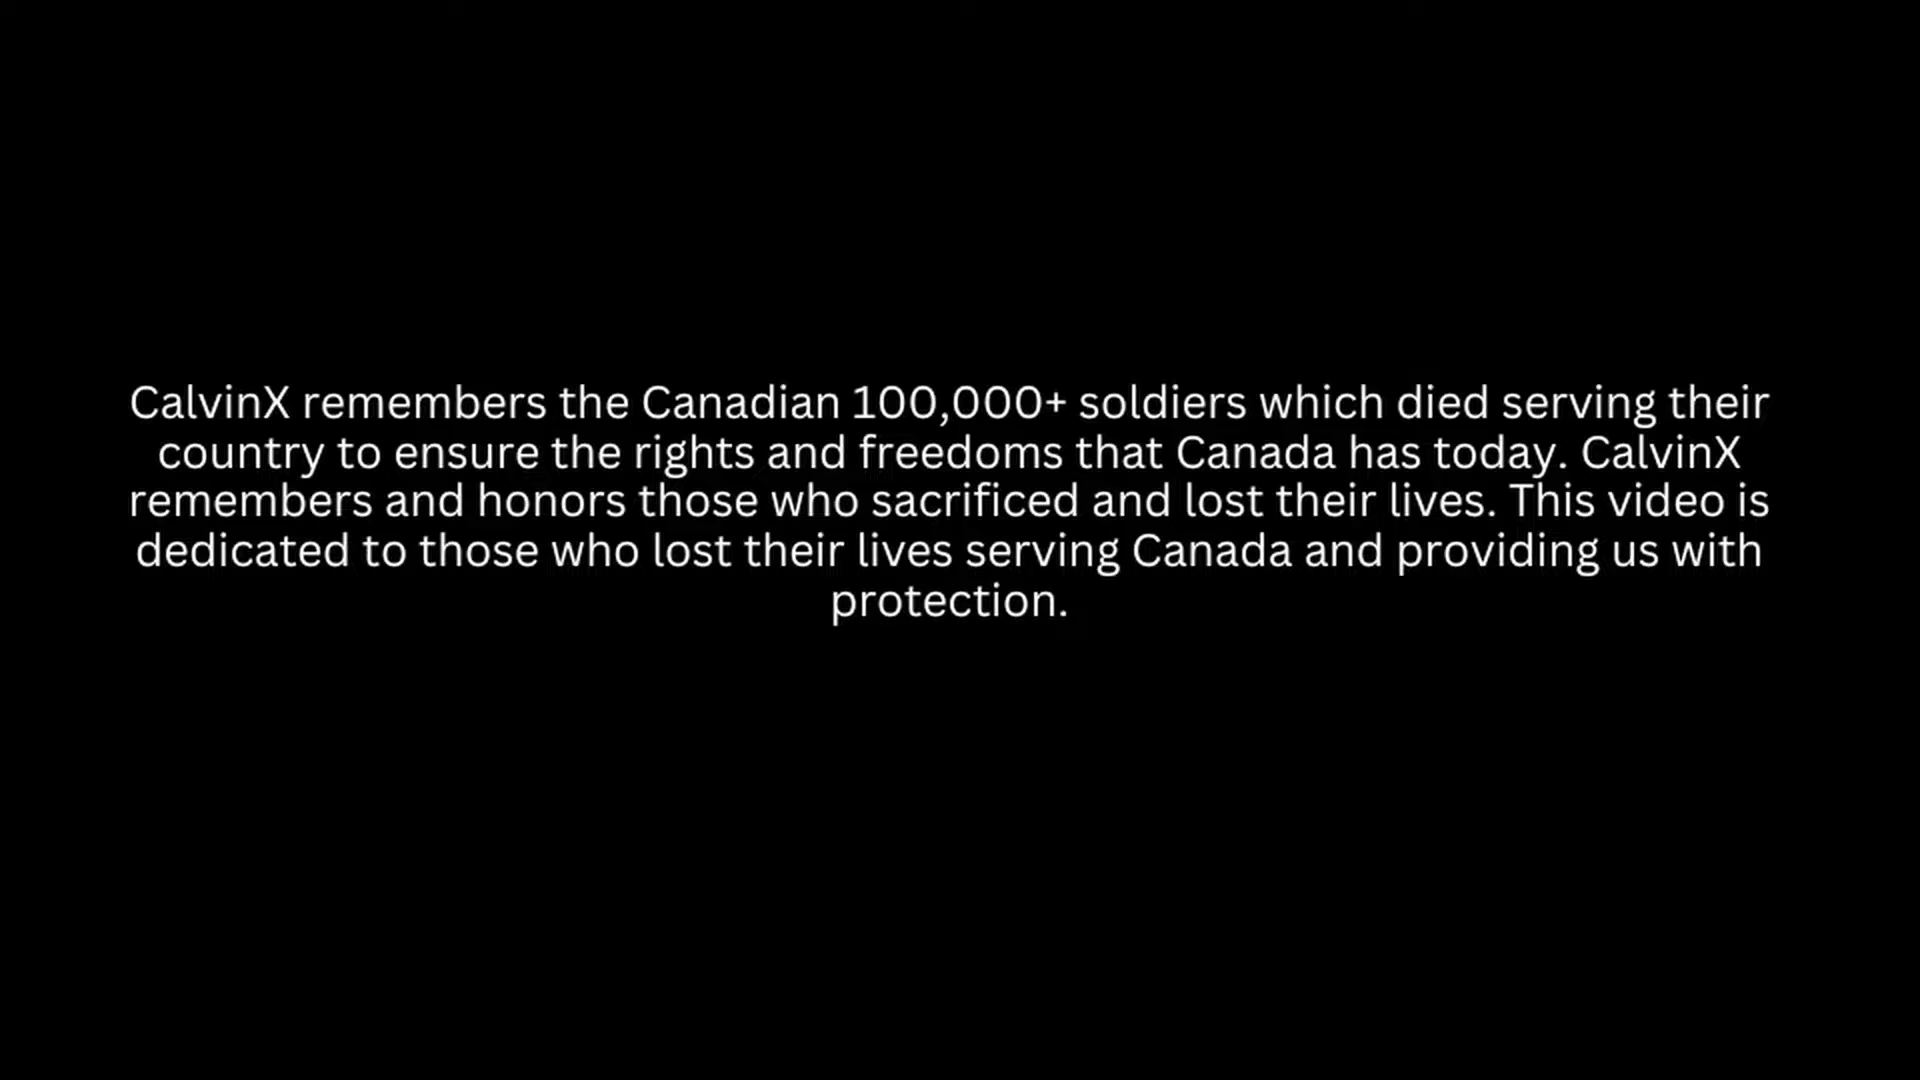 CalvinX remembers the Canadian 100,000+ soldiers which died serving their
country to ensure the rights and freedoms that Canada has today. CalvinX
remembers and honors those who sacrificed and lost their lives. This video is
dedicated to those who lost their lives serving Canada and providing us with
protection.